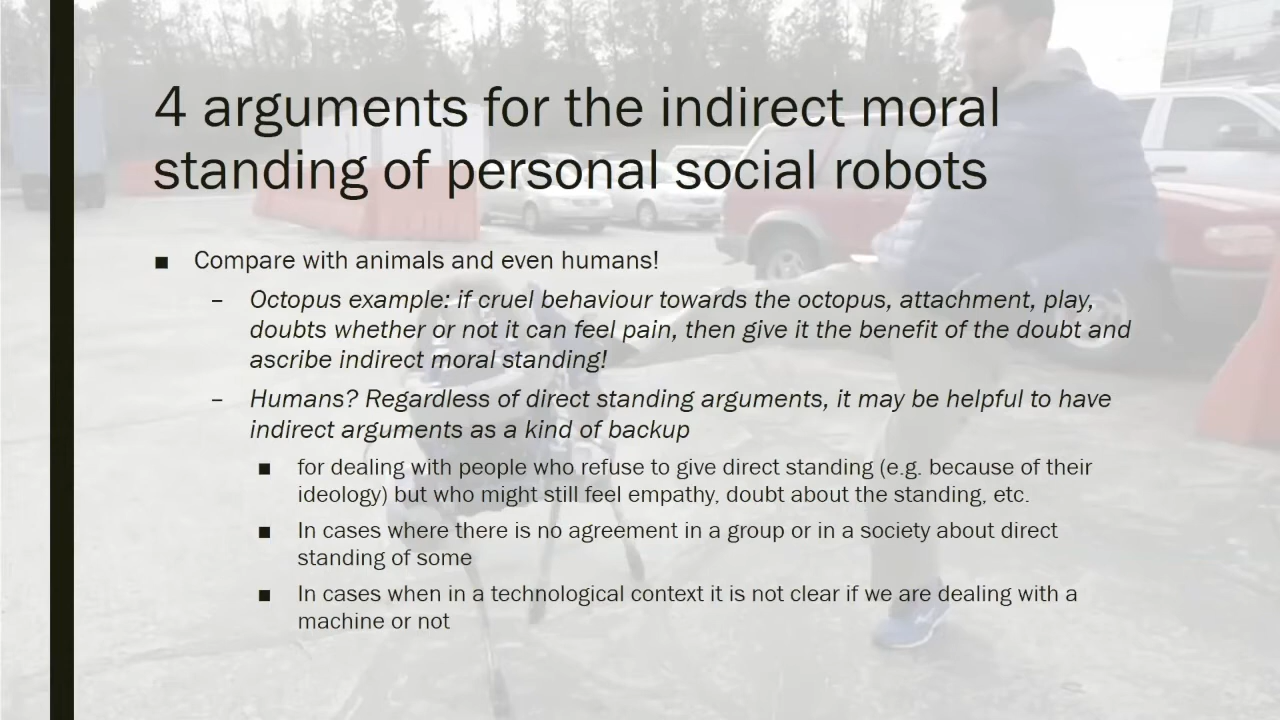 4 arguments for the indirect moral
standing of personal social robots
■ Compare with animals and even humans!
– Octopus example: if cruel behaviour towards the octopus, attachment, play,
doubts whether or not it can feel pain, then give it the benefit of the doubt and
ascribe indirect moral standing!
– Humans? Regardless of direct standing arguments, it may be helpful to have
indirect arguments as a kind of backup
■ for dealing with people who refuse to give direct standing (e.g. because of their
ideology) but who might still feel empathy, doubt about the standing, etc.
■ In cases where there is no agreement in a group or in a society about direct
standing of some
■ In cases when in a technological context it is not clear if we are dealing with a
machine or not